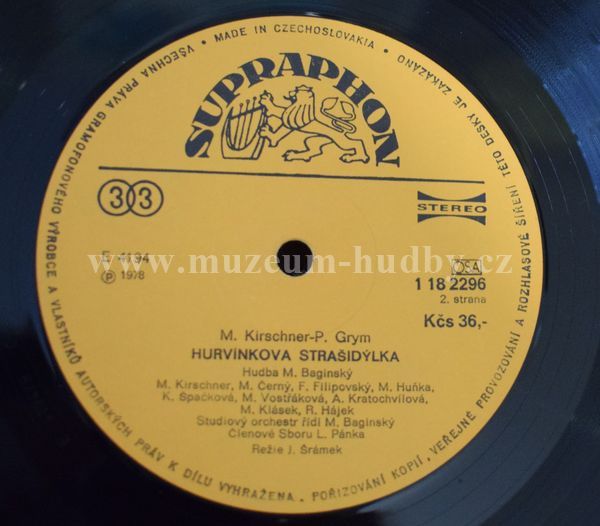 VŠECHNA PRÁVA GRAMOFONOVÉHO VÝROBCE A VLASTNÍKŮ AUTORSKÝCH PRÁV K DÍLU VYHRAŽENA. POŘIZOVÁNÍ KOPIÍ, VEŘEJNÉ PROVOZOVÁNÍ A ROZHLASOVÉ ŠÍŘENÍ TÉTO DESKY JE ZAKÁZÁNO • MADE IN CZECHOSLOVAKIA •
SUPRAPHON
33
STEREO
Ⓟ 1978
OSA
1 18 2296
2. strana
Kčs 36,-
www.muzeum-hudby.cz
M. Kirschner-P. Grym
HURVÍNKOVA STRAŠIDÝLKA
Hudba M. Baginský
M. Kirschner, M. Černý, F. Filipovský, M. Huňka,
K. Špačková, M. Vostřáková, A. Kratochvílová,
M. Klásek, R. Hájek
Studiový orchestr řídí M. Baginský
Členové Sboru L. Pánka
Režie J. Šrámek